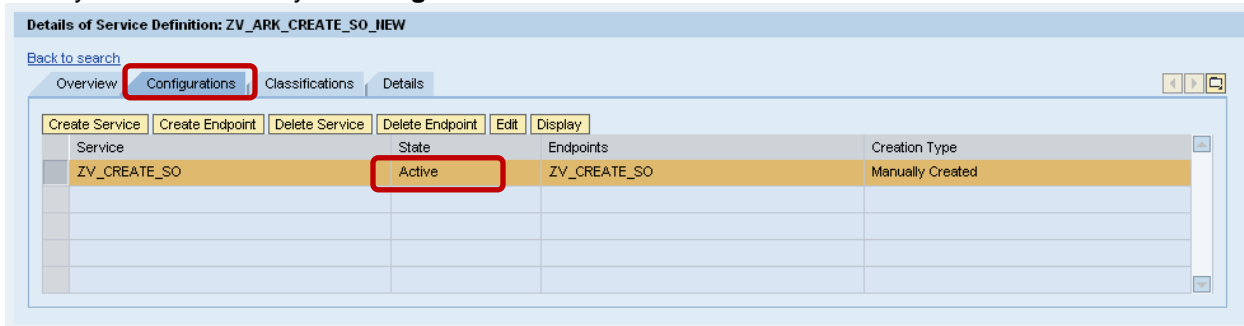 Details of Service Definition: ZV_ARK_CREATE_SO_NEW
Back to search
Overview Configurations Classifications Details
Create Service Create Endpoint Delete Service Delete Endpoint Edit Display
Service State Endpoints Creation Type
ZV_CREATE_SO Active ZV_CREATE_SO Manually Created